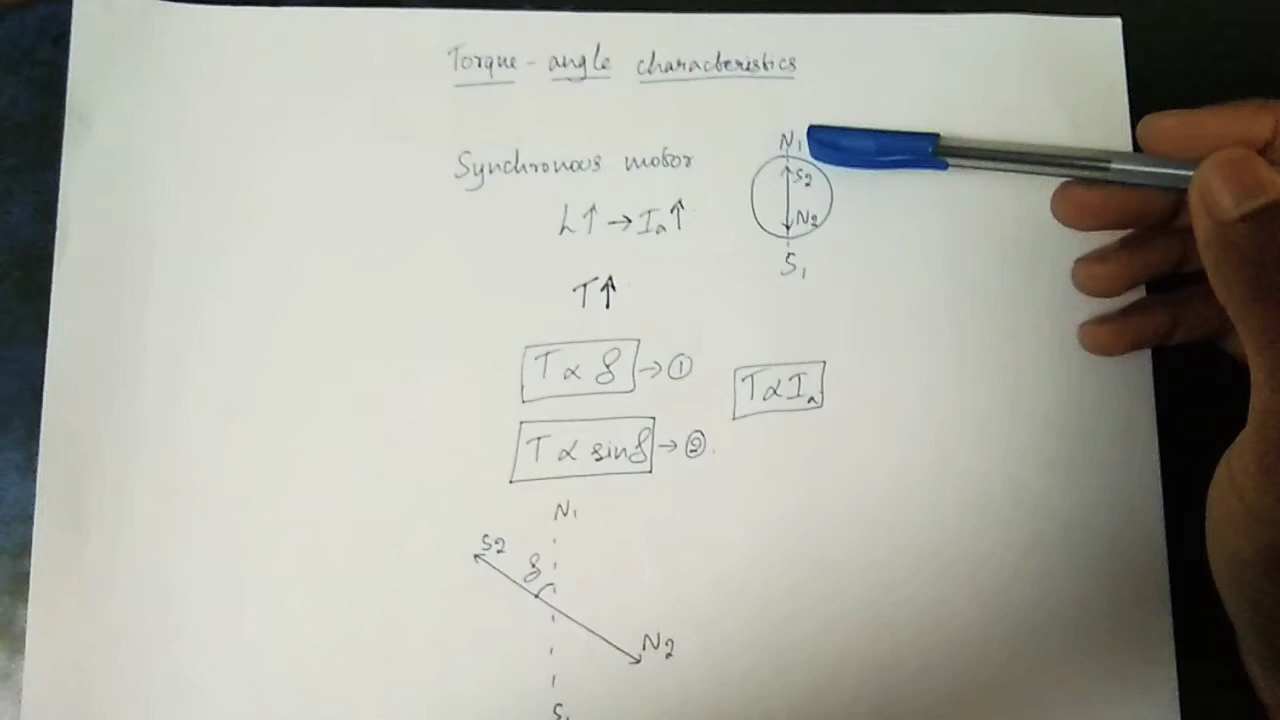 Torque - angle characteristics
Synchronous motor
L↑ → Ia↑
T↑
T ∝ δ → ①
T ∝ sinδ → ②
T ∝ Ia
N1
S2
N2
S1
N1
S2
δ
N2
S1